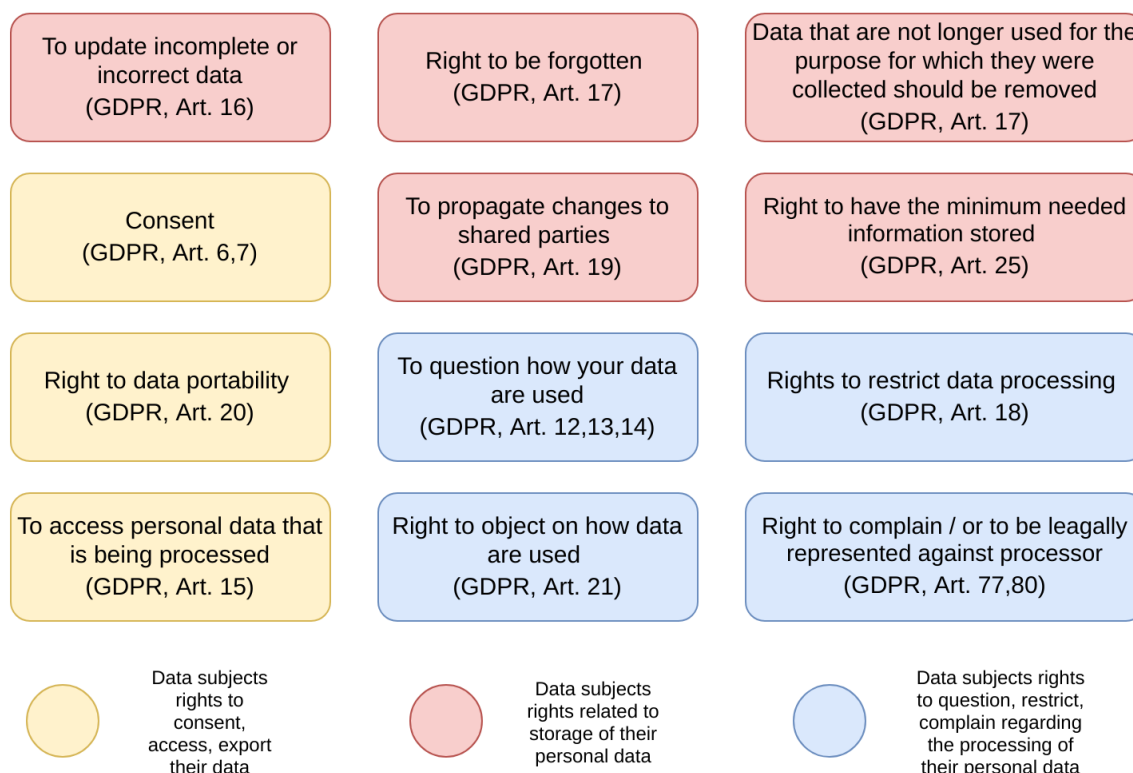 To update incomplete or
incorrect data
(GDPR, Art. 16)
Right to be forgotten
(GDPR, Art. 17)
Data that are not longer used for the
purpose for which they were
collected should be removed
(GDPR, Art. 17)
Consent
(GDPR, Art. 6,7)
To propagate changes to
shared parties
(GDPR, Art. 19)
Right to have the minimum needed
information stored
(GDPR, Art. 25)
Right to data portability
(GDPR, Art. 20)
To question how your data
are used
(GDPR, Art. 12,13,14)
Rights to restrict data processing
(GDPR, Art. 18)
To access personal data that
is being processed
(GDPR, Art. 15)
Right to object on how data
are used
(GDPR, Art. 21)
Right to complain / or to be leagally
represented against processor
(GDPR, Art. 77,80)
Data subjects
rights to
consent,
access, export
their data
Data subjects
rights related to
storage of their
personal data
Data subjects rights
to question, restrict,
complain regarding
the processing of
their personal data